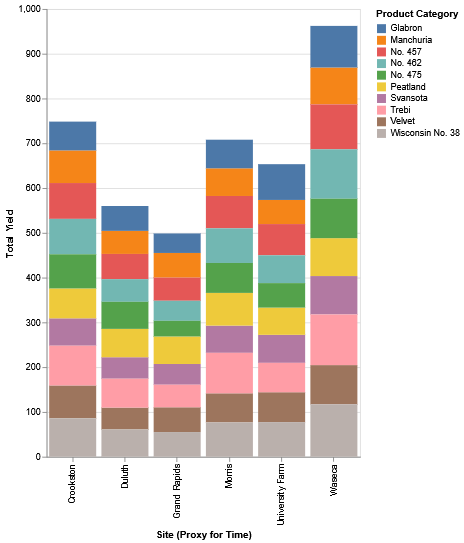 Product Category
Glabron
Manchuria
No. 457
No. 462
No. 475
Peatland
Svansota
Trebi
Velvet
Wisconsin No. 38
1,000
900
800
700
600
500
400
300
200
100
0
Total Yield
Crookston
Duluth
Grand Rapids
Morris
University Farm
Waseca
Site (Proxy for Time)